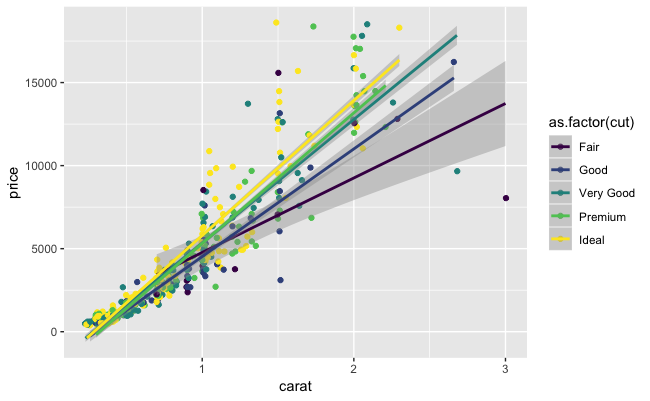 price
15000
10000
5000
0
1
2
3
carat
as.factor(cut)
Fair
Good
Very Good
Premium
Ideal